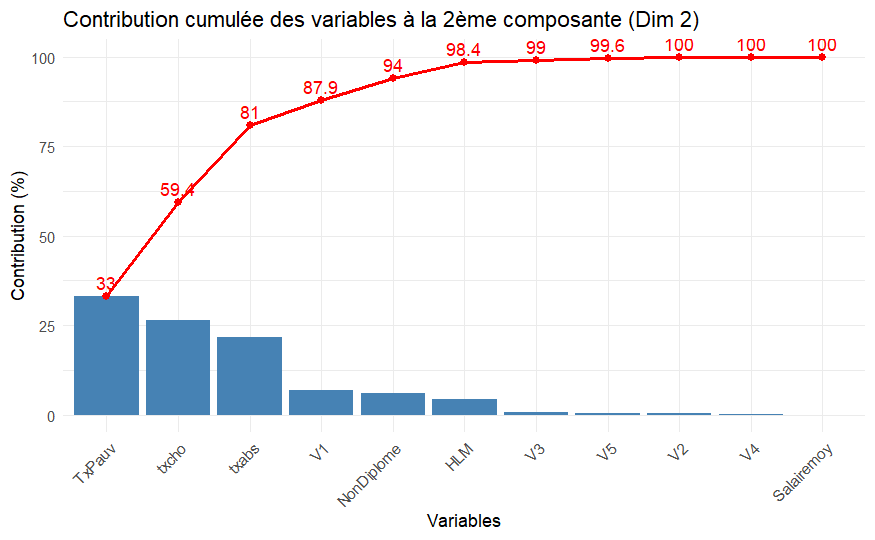 Contribution cumulée des variables à la 2ème composante (Dim 2)
Contribution (%)
100
75
50
25
0
33
59.4
81
87.9
94
98.4
99
99.6
100
100
100
TxPauv
txcho
txabs
V1
NonDiplome
HLM
V3
V5
V2
V4
Salairemoy
Variables